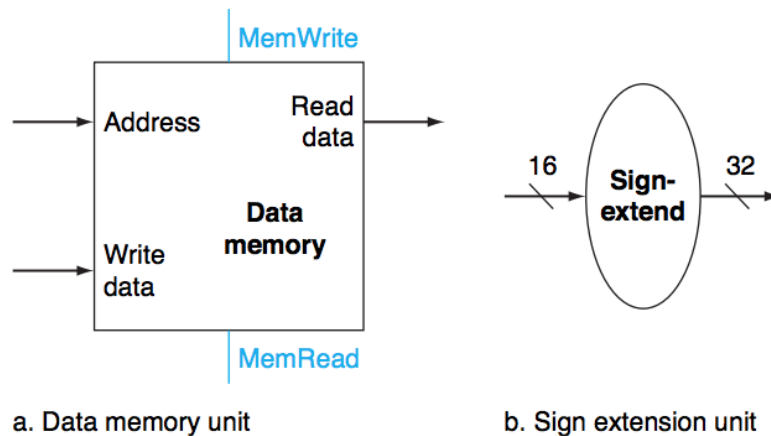 MemWrite
Address
Read
data
Data
memory
Write
data
MemRead
a. Data memory unit
16
Sign-
extend
32
b. Sign extension unit